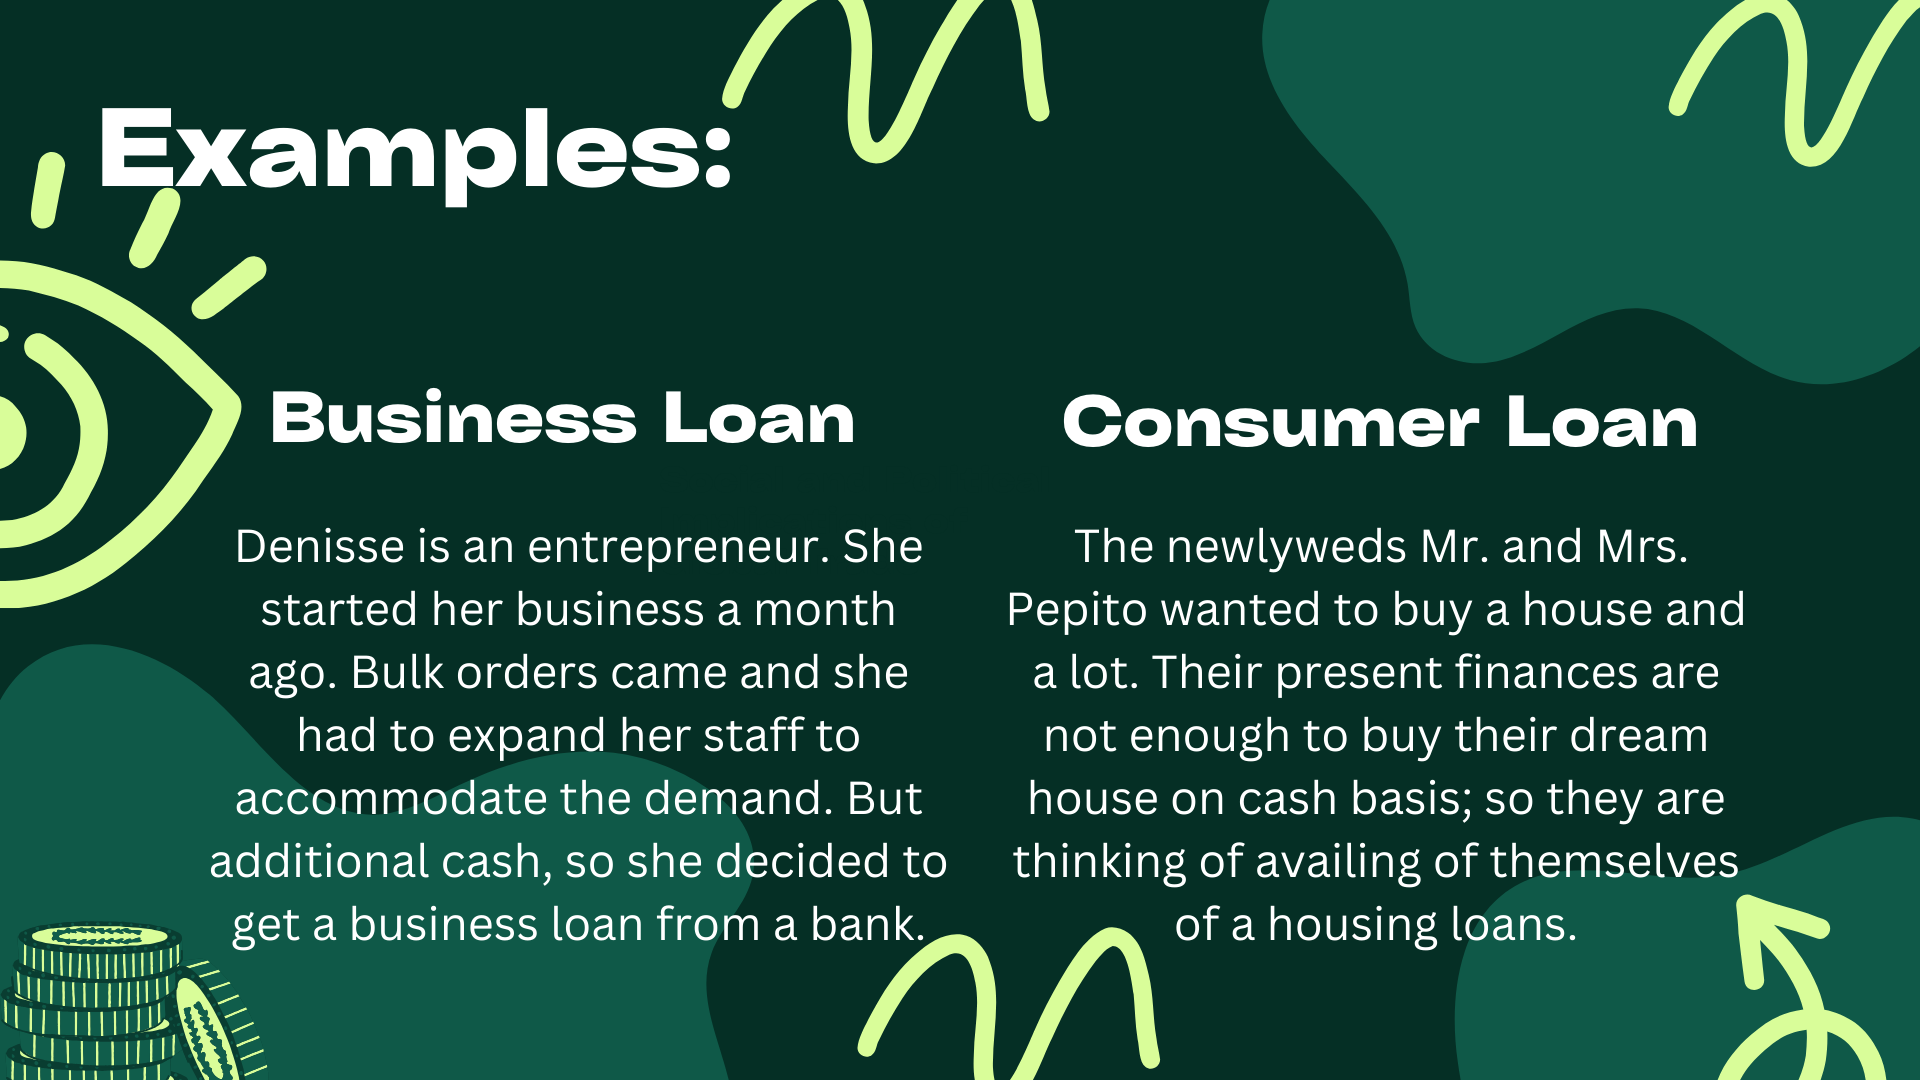 Examples:
Business Loan
Denisse is an entrepreneur. She
started her business a month
ago. Bulk orders came and she
had to expand her staff to
accommodate the demand. But
additional cash, so she decided to
get a business loan from a bank.
Consumer Loan
The newlyweds Mr. and Mrs.
Pepito wanted to buy a house and
a lot. Their present finances are
not enough to buy their dream
house on cash basis; so they are
thinking of availing of themselves
of a housing loans.